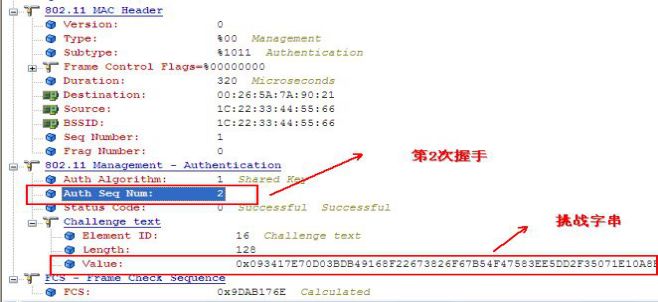 802.11 MAC Header
Version: 0
Type: %00 Management
Subtype: %1011 Authentication
Frame Control Flags=%00000000
Duration: 320 Microseconds
Destination: 00:26:5A:7A:90:21
Source: 1C:22:33:44:55:66
BSSID: 1C:22:33:44:55:66
Seq Number: 1
Frag Number: 0
802.11 Management - Authentication
第2次握手
Auth Algorithm: 1 Shared Key
Auth Seq Num: 2
Status Code: 0 Successful Successful
Challenge text
挑战字串
Element ID: 16 Challenge text
Length: 128
Value: 0x093417E70D03BDB49168F22673826F67B54F47583EE5DD2F35071E10A8
FCS - Frame Check Sequence
FCS: 0x9DAB176E Calculated